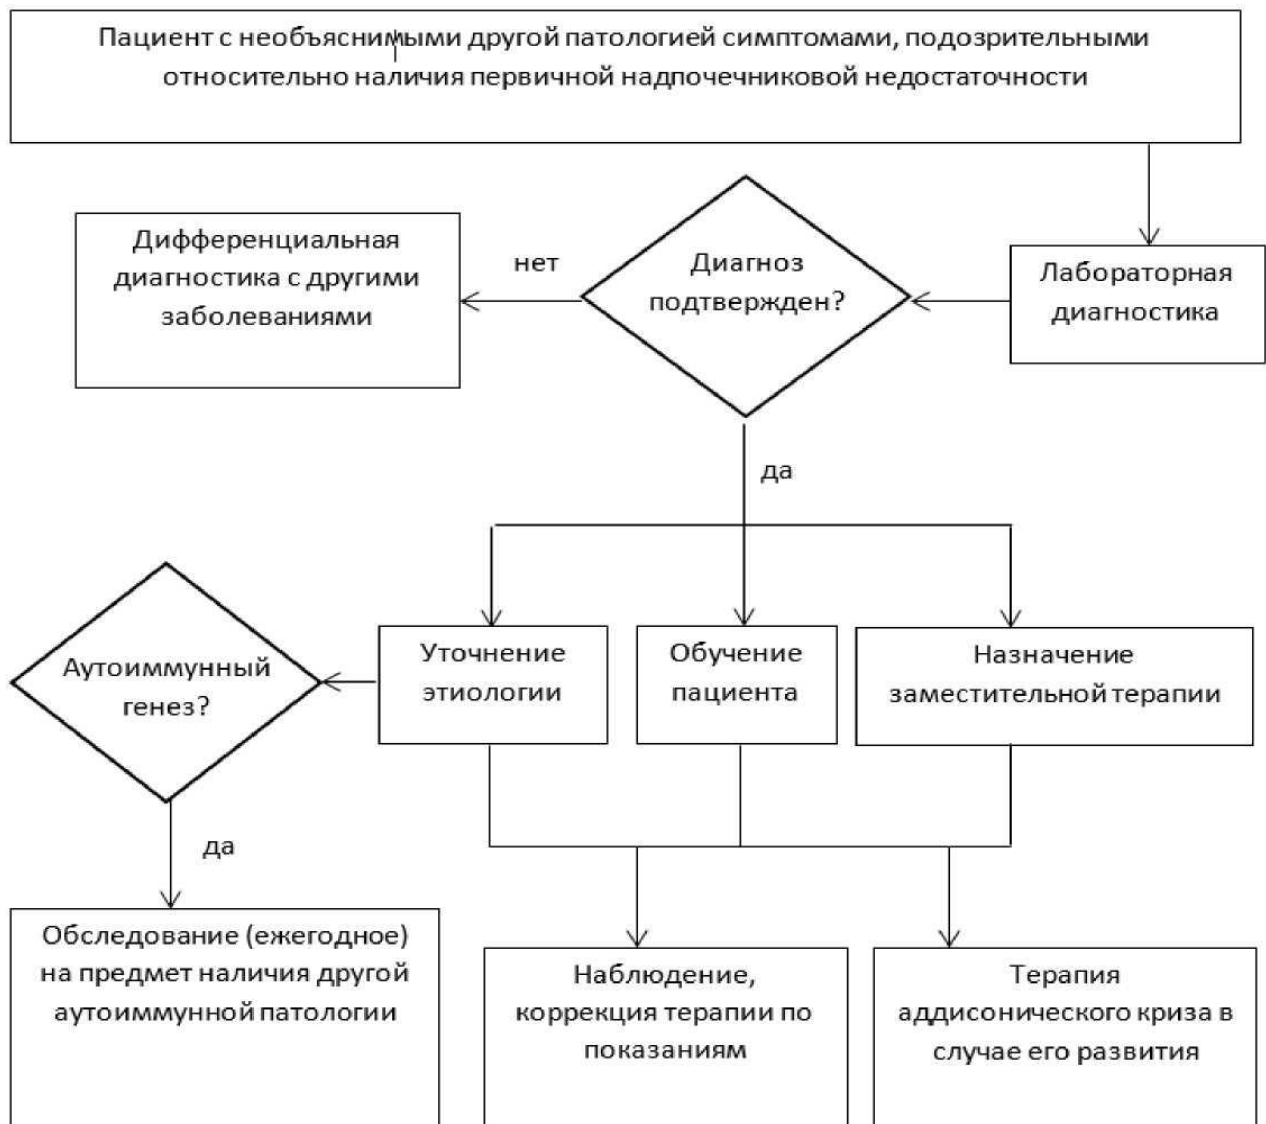 Пациент с необъяснимыми другой патологией симптомами, подозрительными
относительно наличия первичной надпочечниковой недостаточности
Дифференциальная
диагностика с другими
заболеваниями
нет
Диагноз
подтвержден?
Лабораторная
диагностика
да
Аутоиммунный
генез?
Уточнение
этиологии
Обучение
пациента
Назначение
заместительной терапии
да
Обследование (ежегодное)
на предмет наличия другой
аутоиммунной патологии
Наблюдение,
коррекция терапии по
показаниям
Терапия
аддисонического криза в
случае его развития